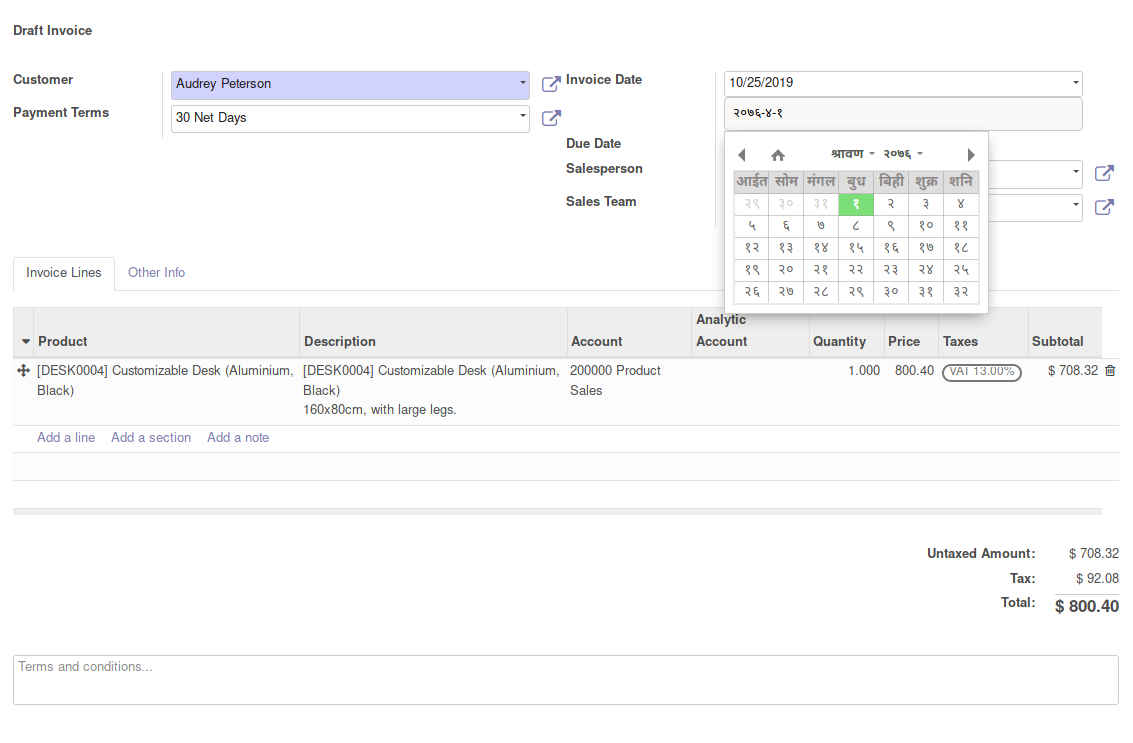 Draft Invoice
Customer
Audrey Peterson
Payment Terms
30 Net Days
Invoice Date
10/25/2019
२०७६-४-१
Due Date
Salesperson
Sales Team
श्रावण २०७६
आईत सोम मंगल बुध बिही शुक्र शनि
२९ ३० ३१ १ २ ३ ४
५ ६ ७ ८ ९ १० ११
१२ १३ १४ १५ १६ १७ १८
१९ २० २१ २२ २३ २४ २५
२६ २७ २८ २९ ३० ३१ ३२
Invoice Lines Other Info
Product Description Account Analytic Account Quantity Price Taxes Subtotal
[DESK0004] Customizable Desk (Aluminium, Black)
[DESK0004] Customizable Desk (Aluminium, Black)
160x80cm, with large legs.
200000 Product Sales
1.000 800.40 VAT 13.00% $ 708.32
Add a line Add a section Add a note
Untaxed Amount: $ 708.32
Tax: $ 92.08
Total: $ 800.40
Terms and conditions...